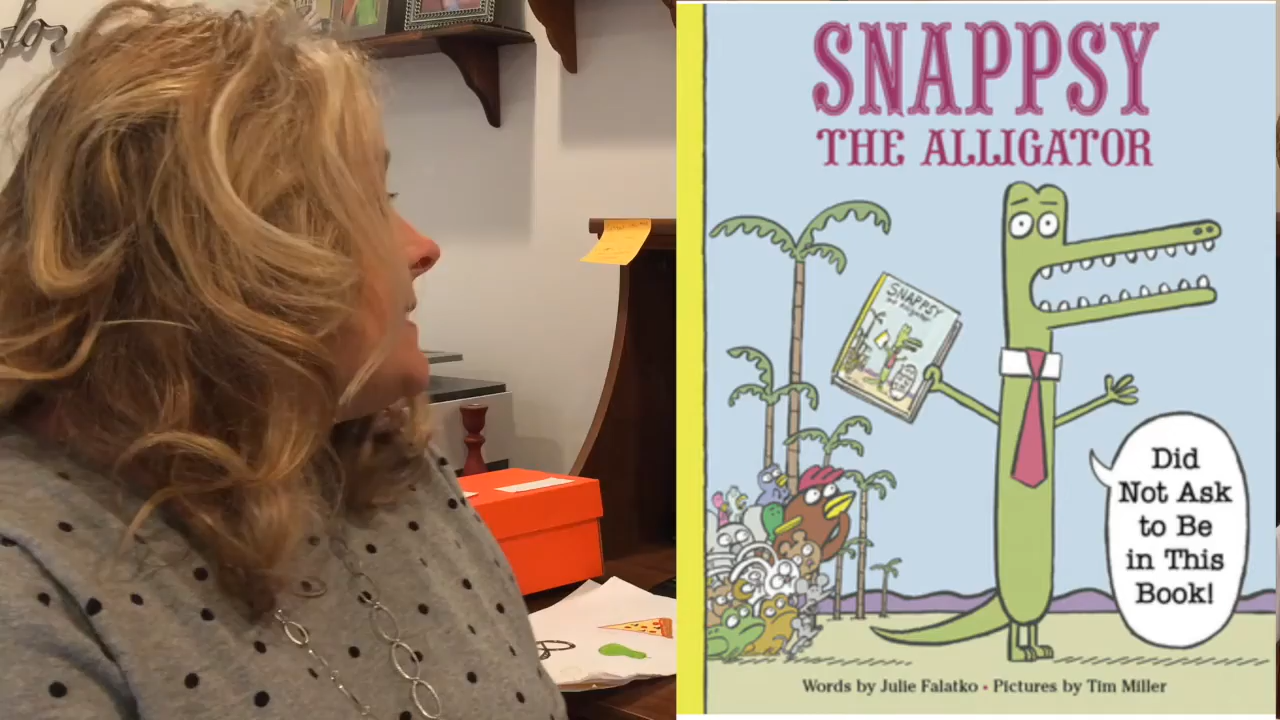 SNAPPSY
THE ALLIGATOR
SNAPPSY
Did
Not Ask
to Be
in This
Book!
Words by Julie Falatko • Pictures by Tim Miller